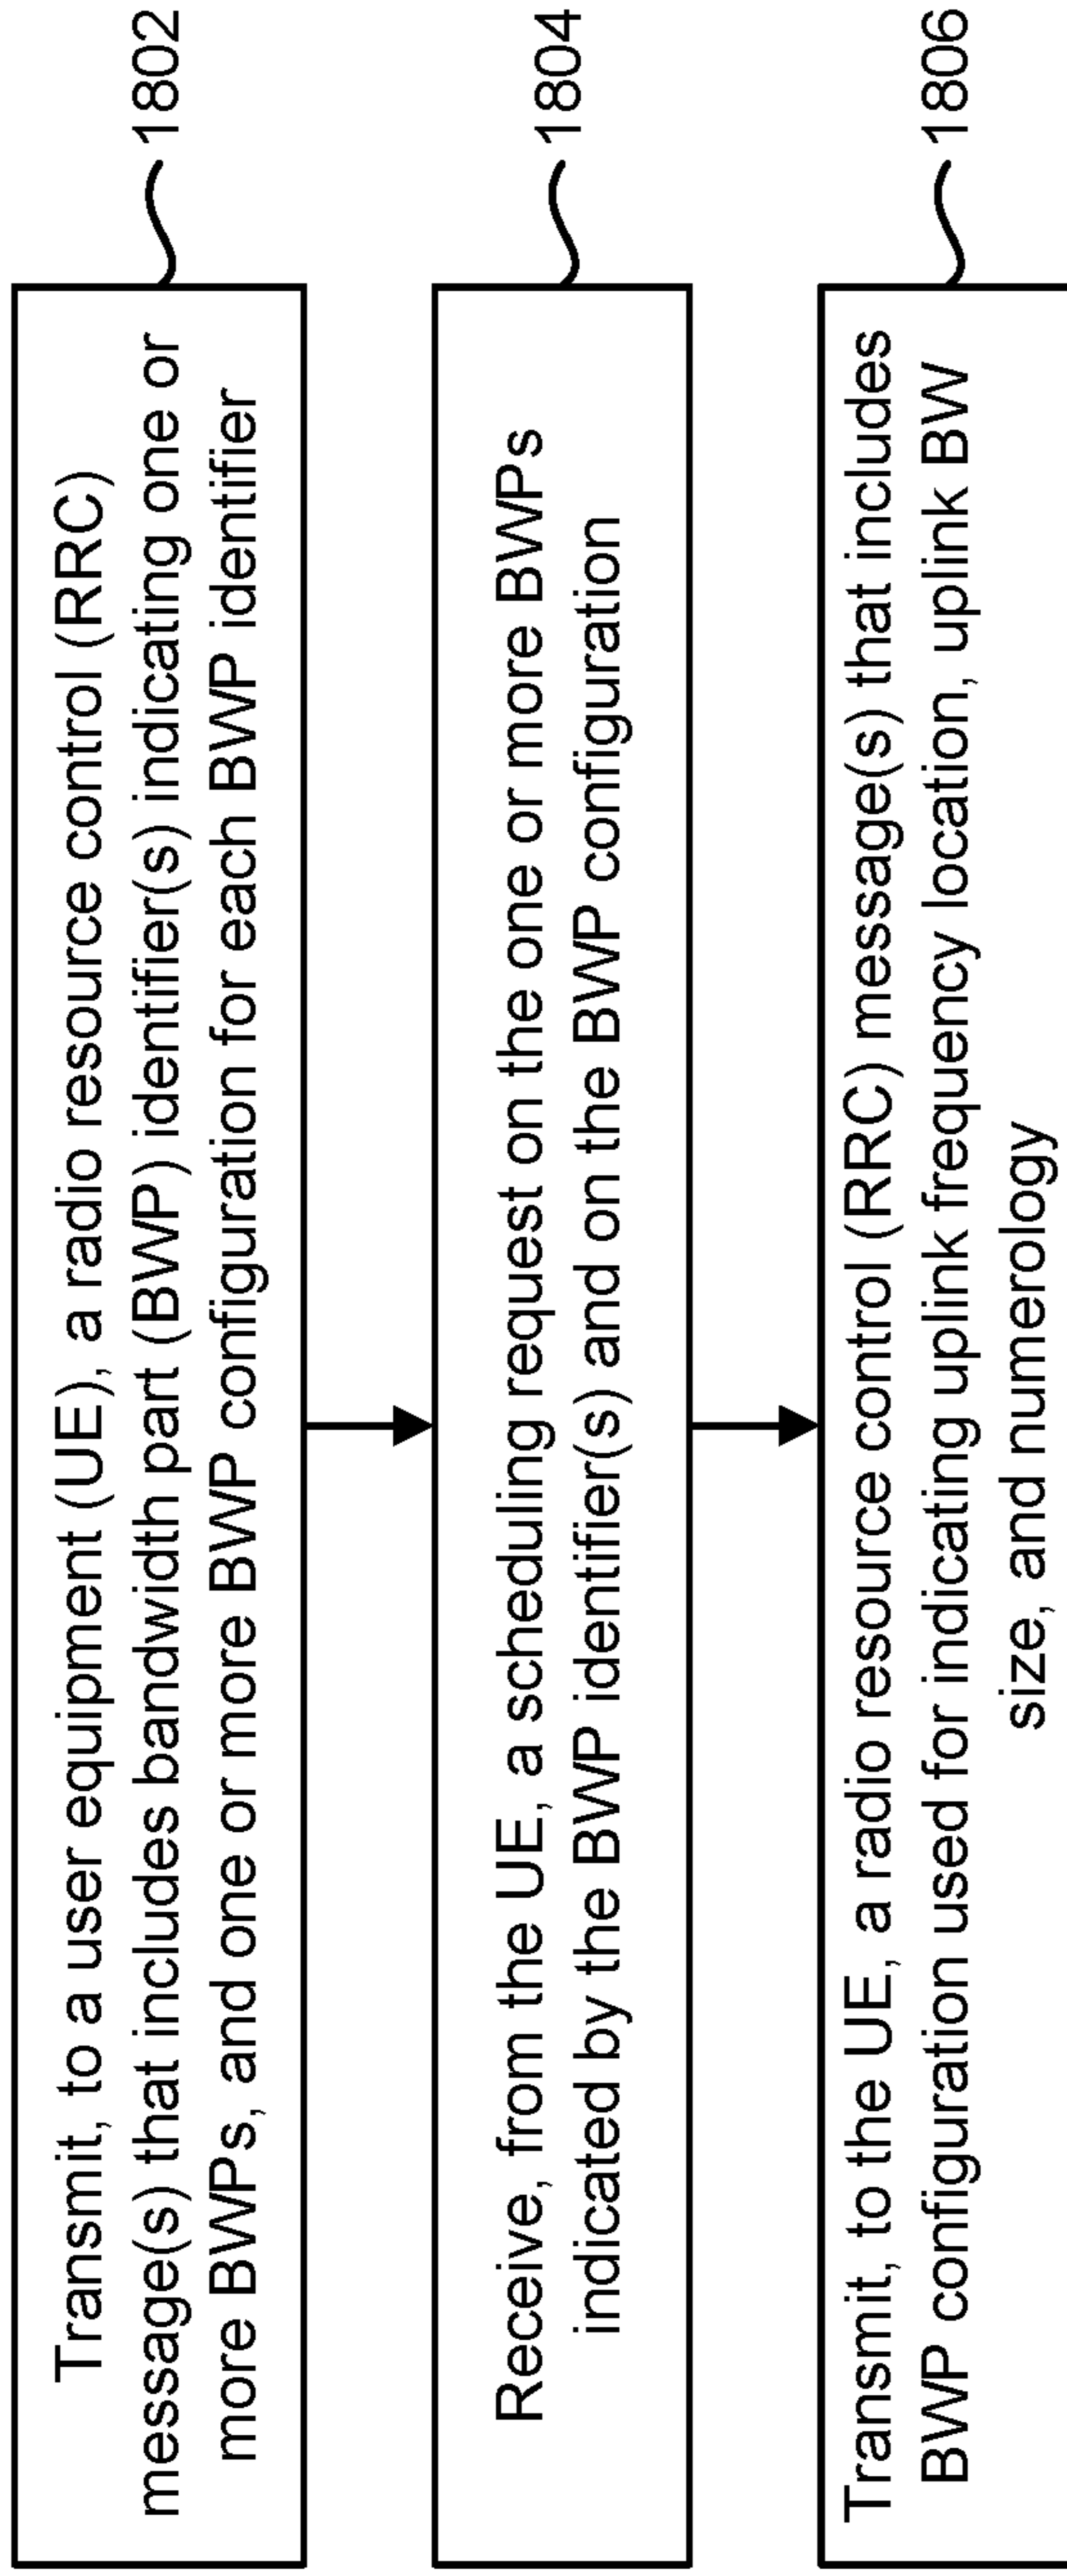 Transmit, to a user equipment (UE), a radio resource control (RRC)
message(s) that includes bandwidth part (BWP) identifier(s) indicating one or
more BWPs, and one or more BWP configuration for each BWP identifier
1802
Receive, from the UE, a scheduling request on the one or more BWPs
indicated by the BWP identifier(s) and on the BWP configuration
1804
Transmit, to the UE, a radio resource control (RRC) message(s) that includes
BWP configuration used for indicating uplink frequency location, uplink BW
size, and numerology
1806